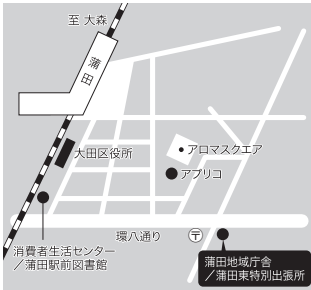 至 大森
蒲田
大田区役所
アロマスクエア
アプリコ
環八通り
〒
消費者生活センター
／蒲田駅前図書館
蒲田地域庁舎
／蒲田東特別出張所